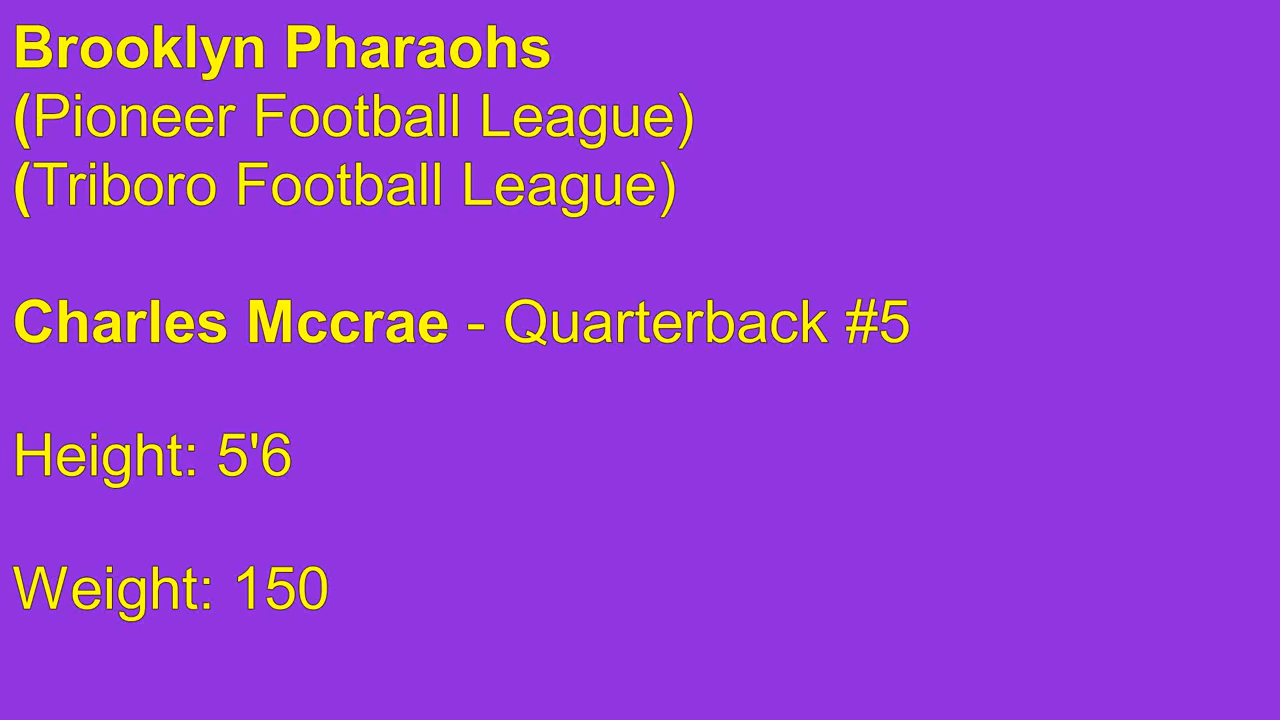 Brooklyn Pharaohs
(Pioneer Football League)
(Triboro Football League)
Charles Mccrae - Quarterback #5
Height: 5'6
Weight: 150